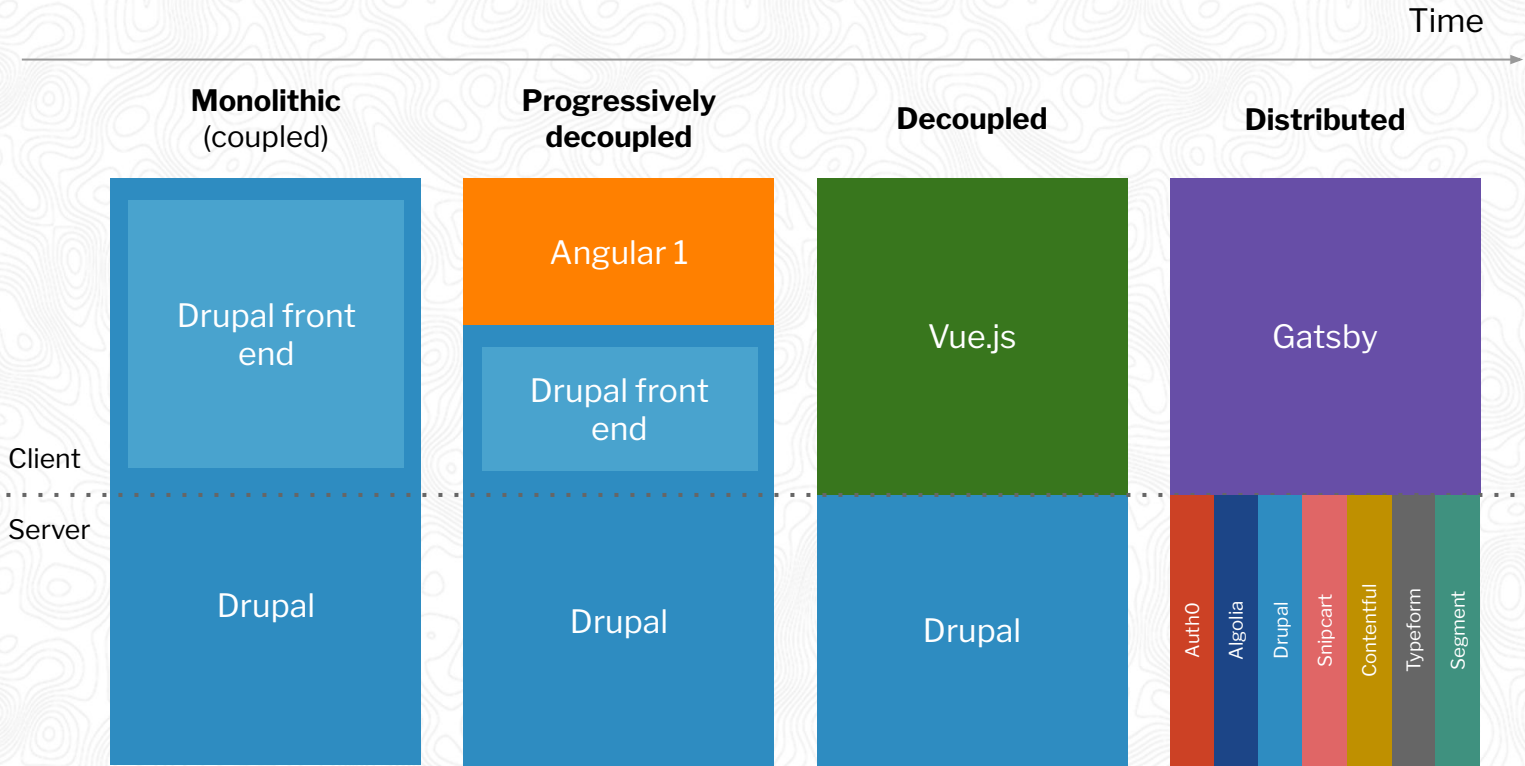 Time
Monolithic
(coupled)
Progressively
decoupled
Decoupled
Distributed
Drupal front
end
Angular 1
Drupal front
end
Vue.js
Gatsby
Client
Server
Drupal
Drupal
Drupal
Auth0
Algolia
Drupal
Snipcart
Contentful
Typeform
Segment